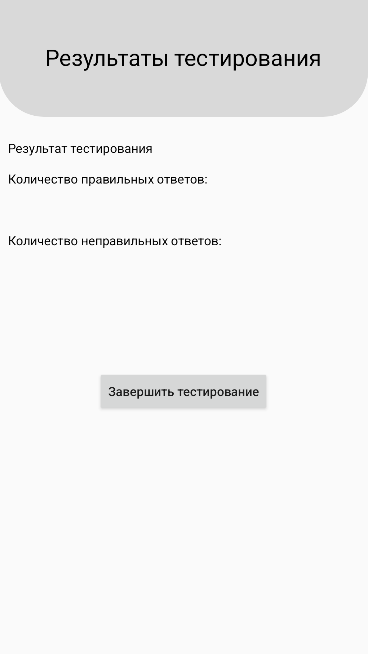 Результаты тестирования
Результат тестирования
Количество правильных ответов:
Количество неправильных ответов:
Завершить тестирование